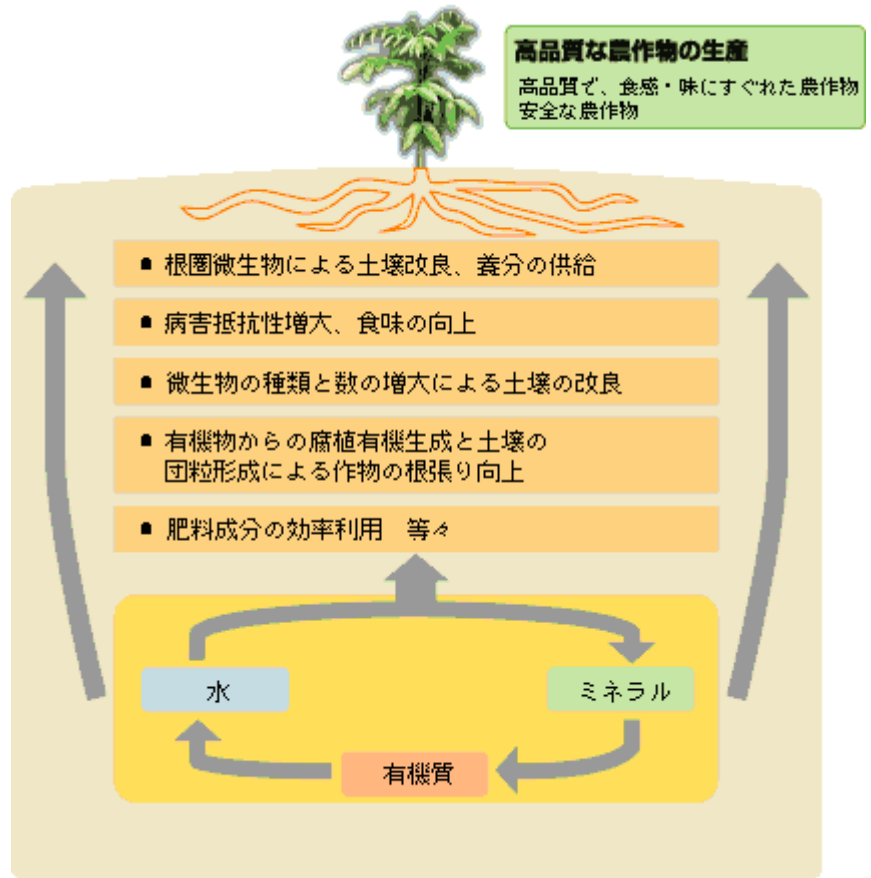 高品質な農作物の生産
高品質で、食感・味にすぐれた農作物
安全な農作物
根圏微生物による土壌改良、養分の供給
病害抵抗性増大、食味の向上
微生物の種類と数の増大による土壌の改良
有機物からの腐植有機生成と土壌の
団粒形成による作物の根張り向上
肥料成分の効率利用　等々
水
ミネラル
有機質